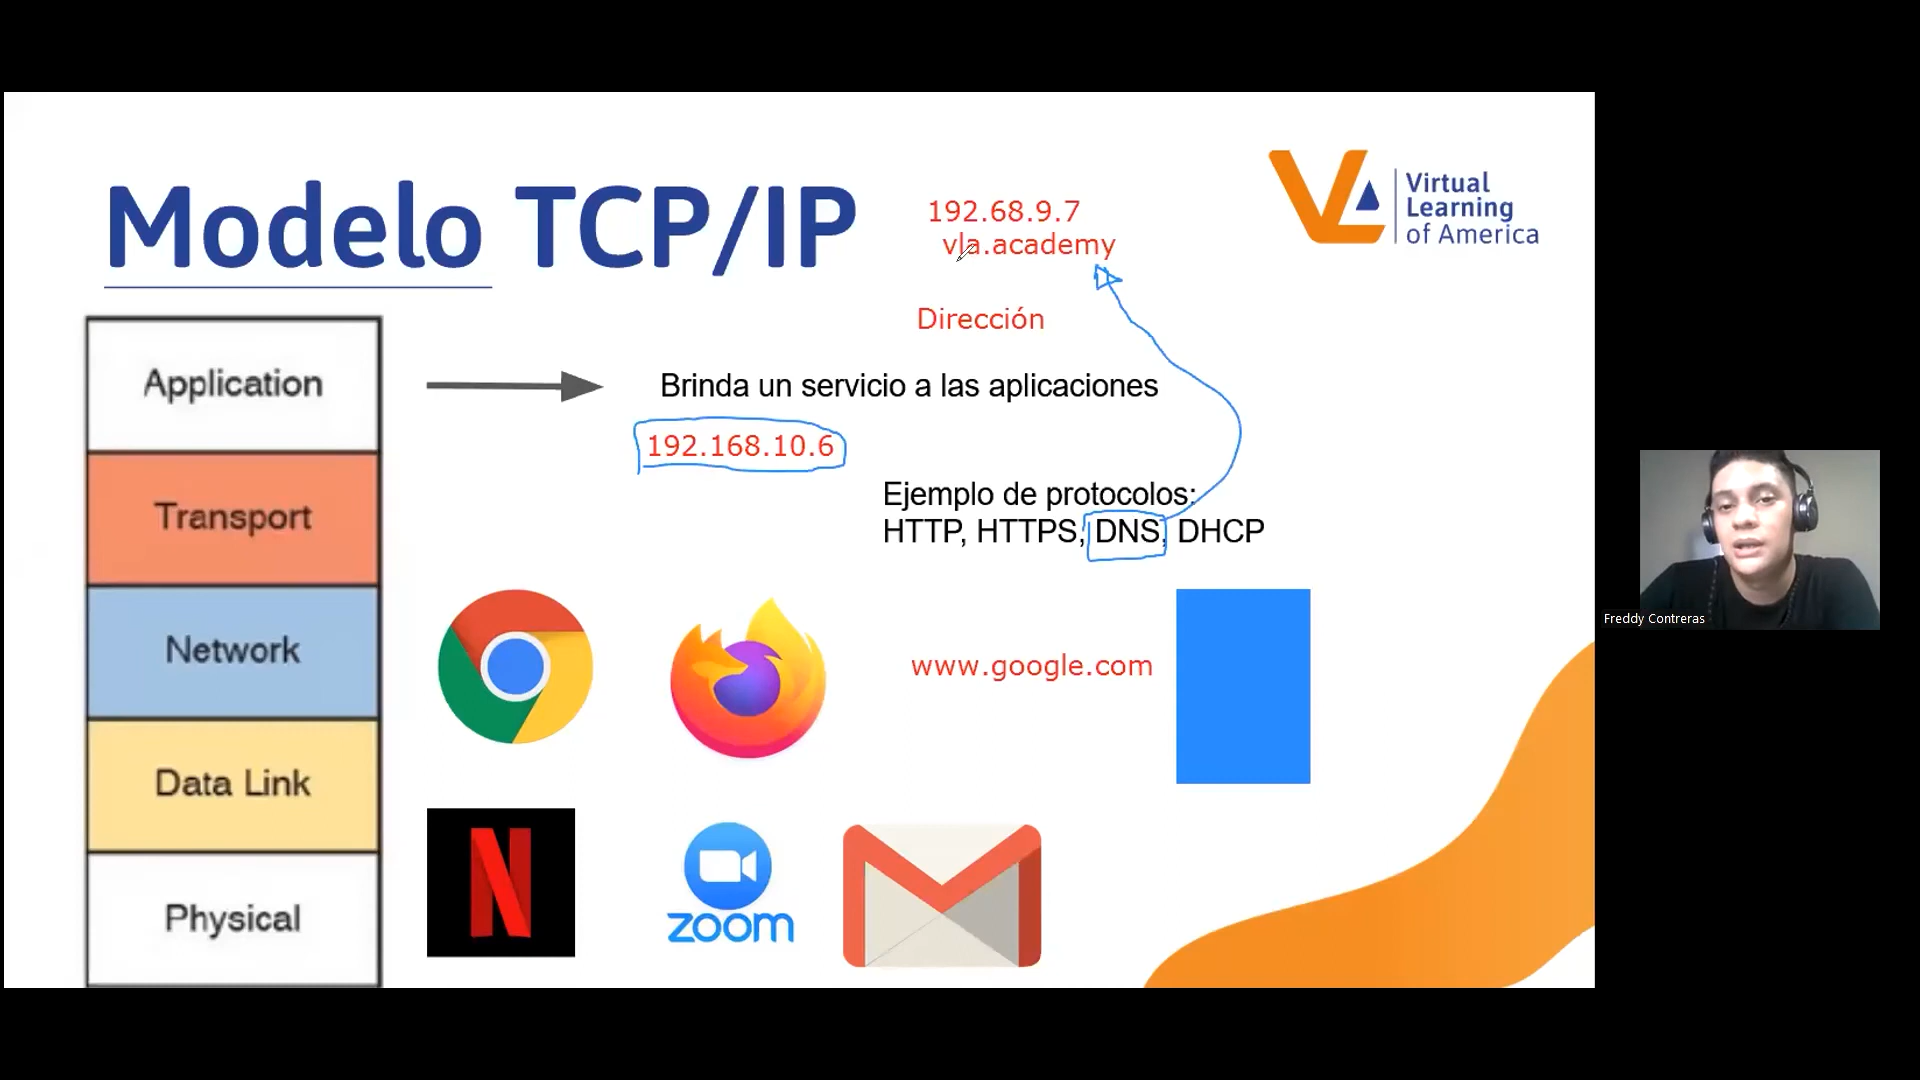 Modelo TCP/IP
192.68.9.7
vla.academy
Virtual
Learning
of America
Dirección
Application
Brinda un servicio a las aplicaciones
192.168.10.6
Transport
Ejemplo de protocolos:
HTTP, HTTPS, DNS, DHCP
Network
www.google.com
Data Link
Physical
N
zoom
Freddy Contreras